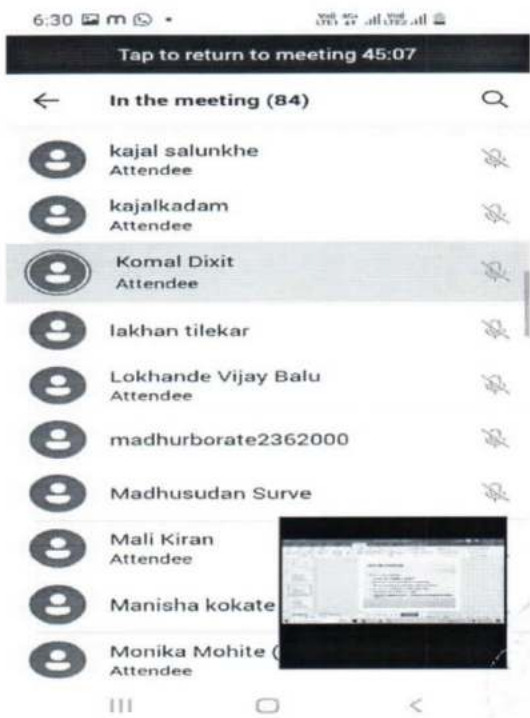 6:30
Tap to return to meeting 45:07
In the meeting (84)
kajal salunkhe
Attendee
kajalkadam
Attendee
Komal Dixit
Attendee
lakhan tilekar
Lokhande Vijay Balu
Attendee
madhurborate2362000
Madhusudan Surve
Mali Kiran
Attendee
Manisha kokate
Monika Mohite (
Attendee